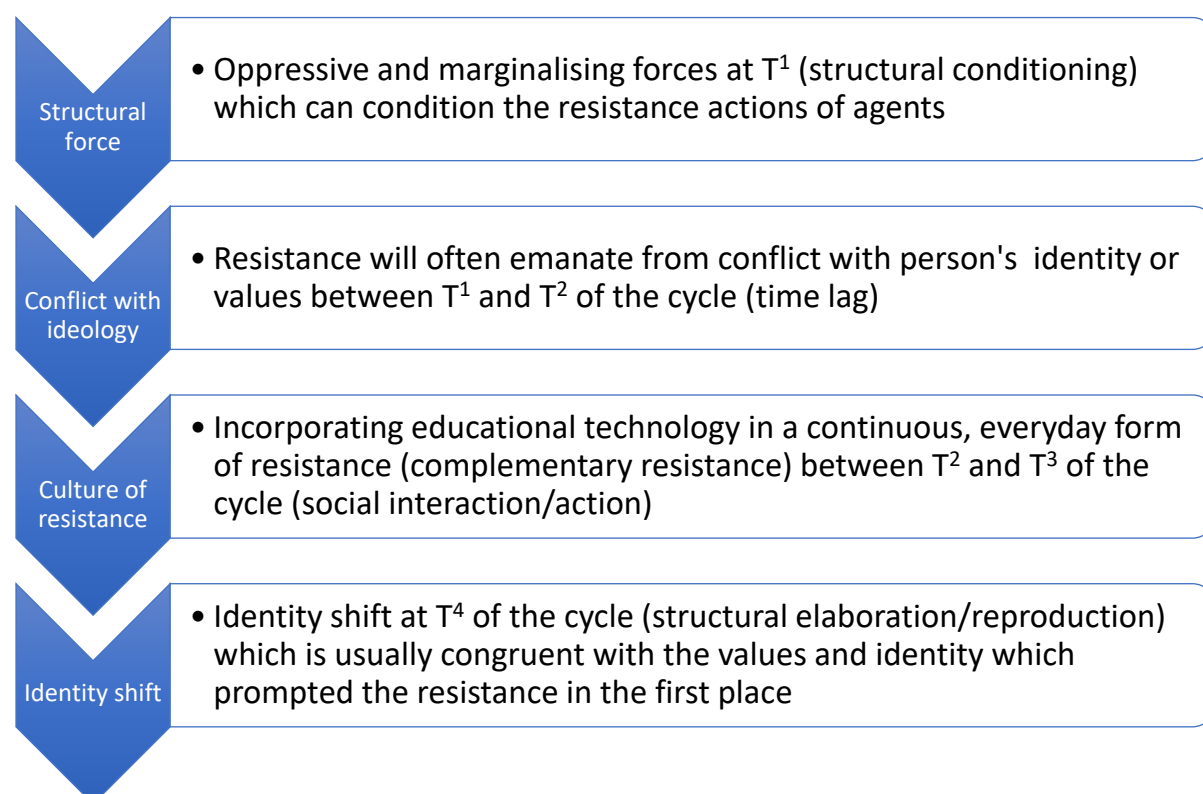 Structural
force
• Oppressive and marginalising forces at T¹ (structural conditioning)
which can condition the resistance actions of agents
Conflict with
ideology
• Resistance will often emanate from conflict with person's  identity or
values between T¹ and T² of the cycle (time lag)
Culture of
resistance
• Incorporating educational technology in a continuous, everyday form
of resistance (complementary resistance) between T² and T³ of the
cycle (social interaction/action)
Identity shift
• Identity shift at T⁴ of the cycle (structural elaboration/reproduction)
which is usually congruent with the values and identity which
prompted the resistance in the first place